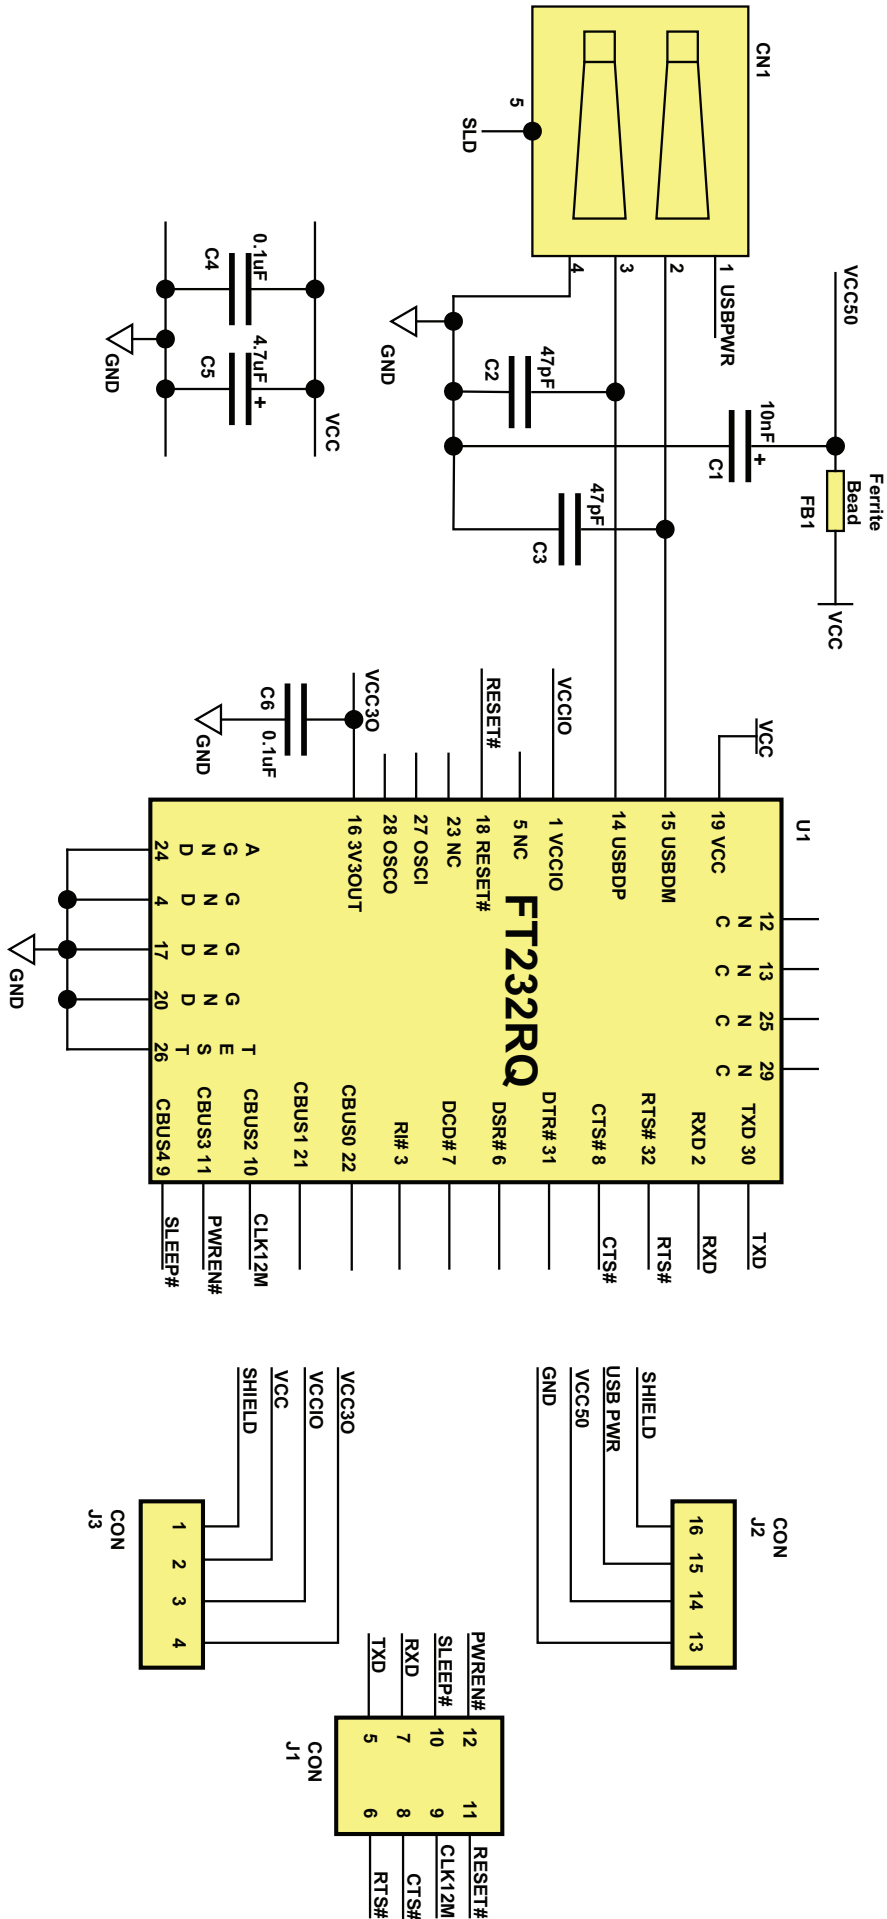 CN1
5
SLD
1 USBPWR
2
3
4
GND
VCC50
10nF
+
C1
Ferrite
Bead
FB1
VCC
47pF
C2
47pF
C3
0.1uF
C4
4.7uF
+
C5
VCC
GND
U1
FT232RQ
VCC
19 VCC
15 USBDM
14 USBDP
VCCIO
1 VCCIO
5 NC
RESET#
18 RESET#
23 NC
27 OSCI
28 OSCO
VCC3O
16 3V3OUT
C6
0.1uF
GND
12
N
C
13
N
C
25
N
C
29
N
C
A
G
N
D
24
G
N
D
4
G
N
D
17
G
N
D
20
T
E
S
T
26
GND
TXD 30
TXD
RXD 2
RXD
RTS# 32
RTS#
CTS# 8
CTS#
DTR# 31
DSR# 6
DCD# 7
RI# 3
CBUS0 22
CBUS1 21
CBUS2 10
CLK12M
CBUS3 11
PWREN#
CBUS4 9
SLEEP#
CON
J2
SHIELD
16
USB PWR
15
VCC50
14
GND
13
VCC3O
VCCIO
VCC
SHIELD
1
2
3
4
CON
J3
PWREN#
12
11
RESET#
SLEEP#
10
9
CLK12M
RXD
7
8
CTS#
TXD
5
6
RTS#
CON
J1